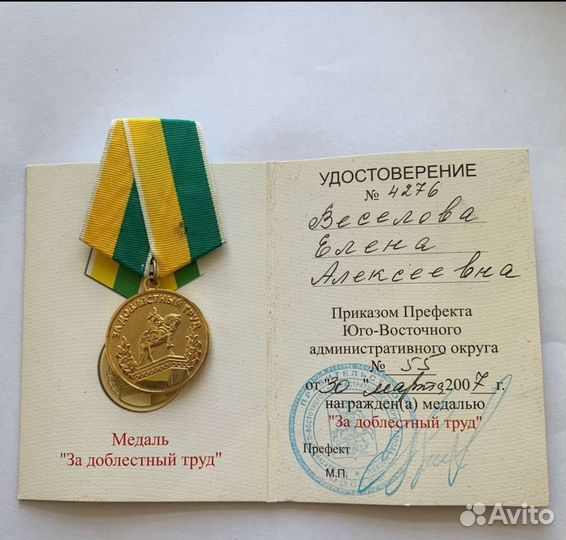 ЗА ДОБЛЕСТНЫЙ ТРУД
Медаль
"За доблестный труд"
УДОСТОВЕРЕНИЕ
№ 4276
Веселова
Елена
Алексеевна
Приказом Префекта
Юго-Восточного
административного округа
№ 55
от "30" марта 2007 г.
награжден(а) медалью
"За доблестный труд"
Префект
М.П.
Avito